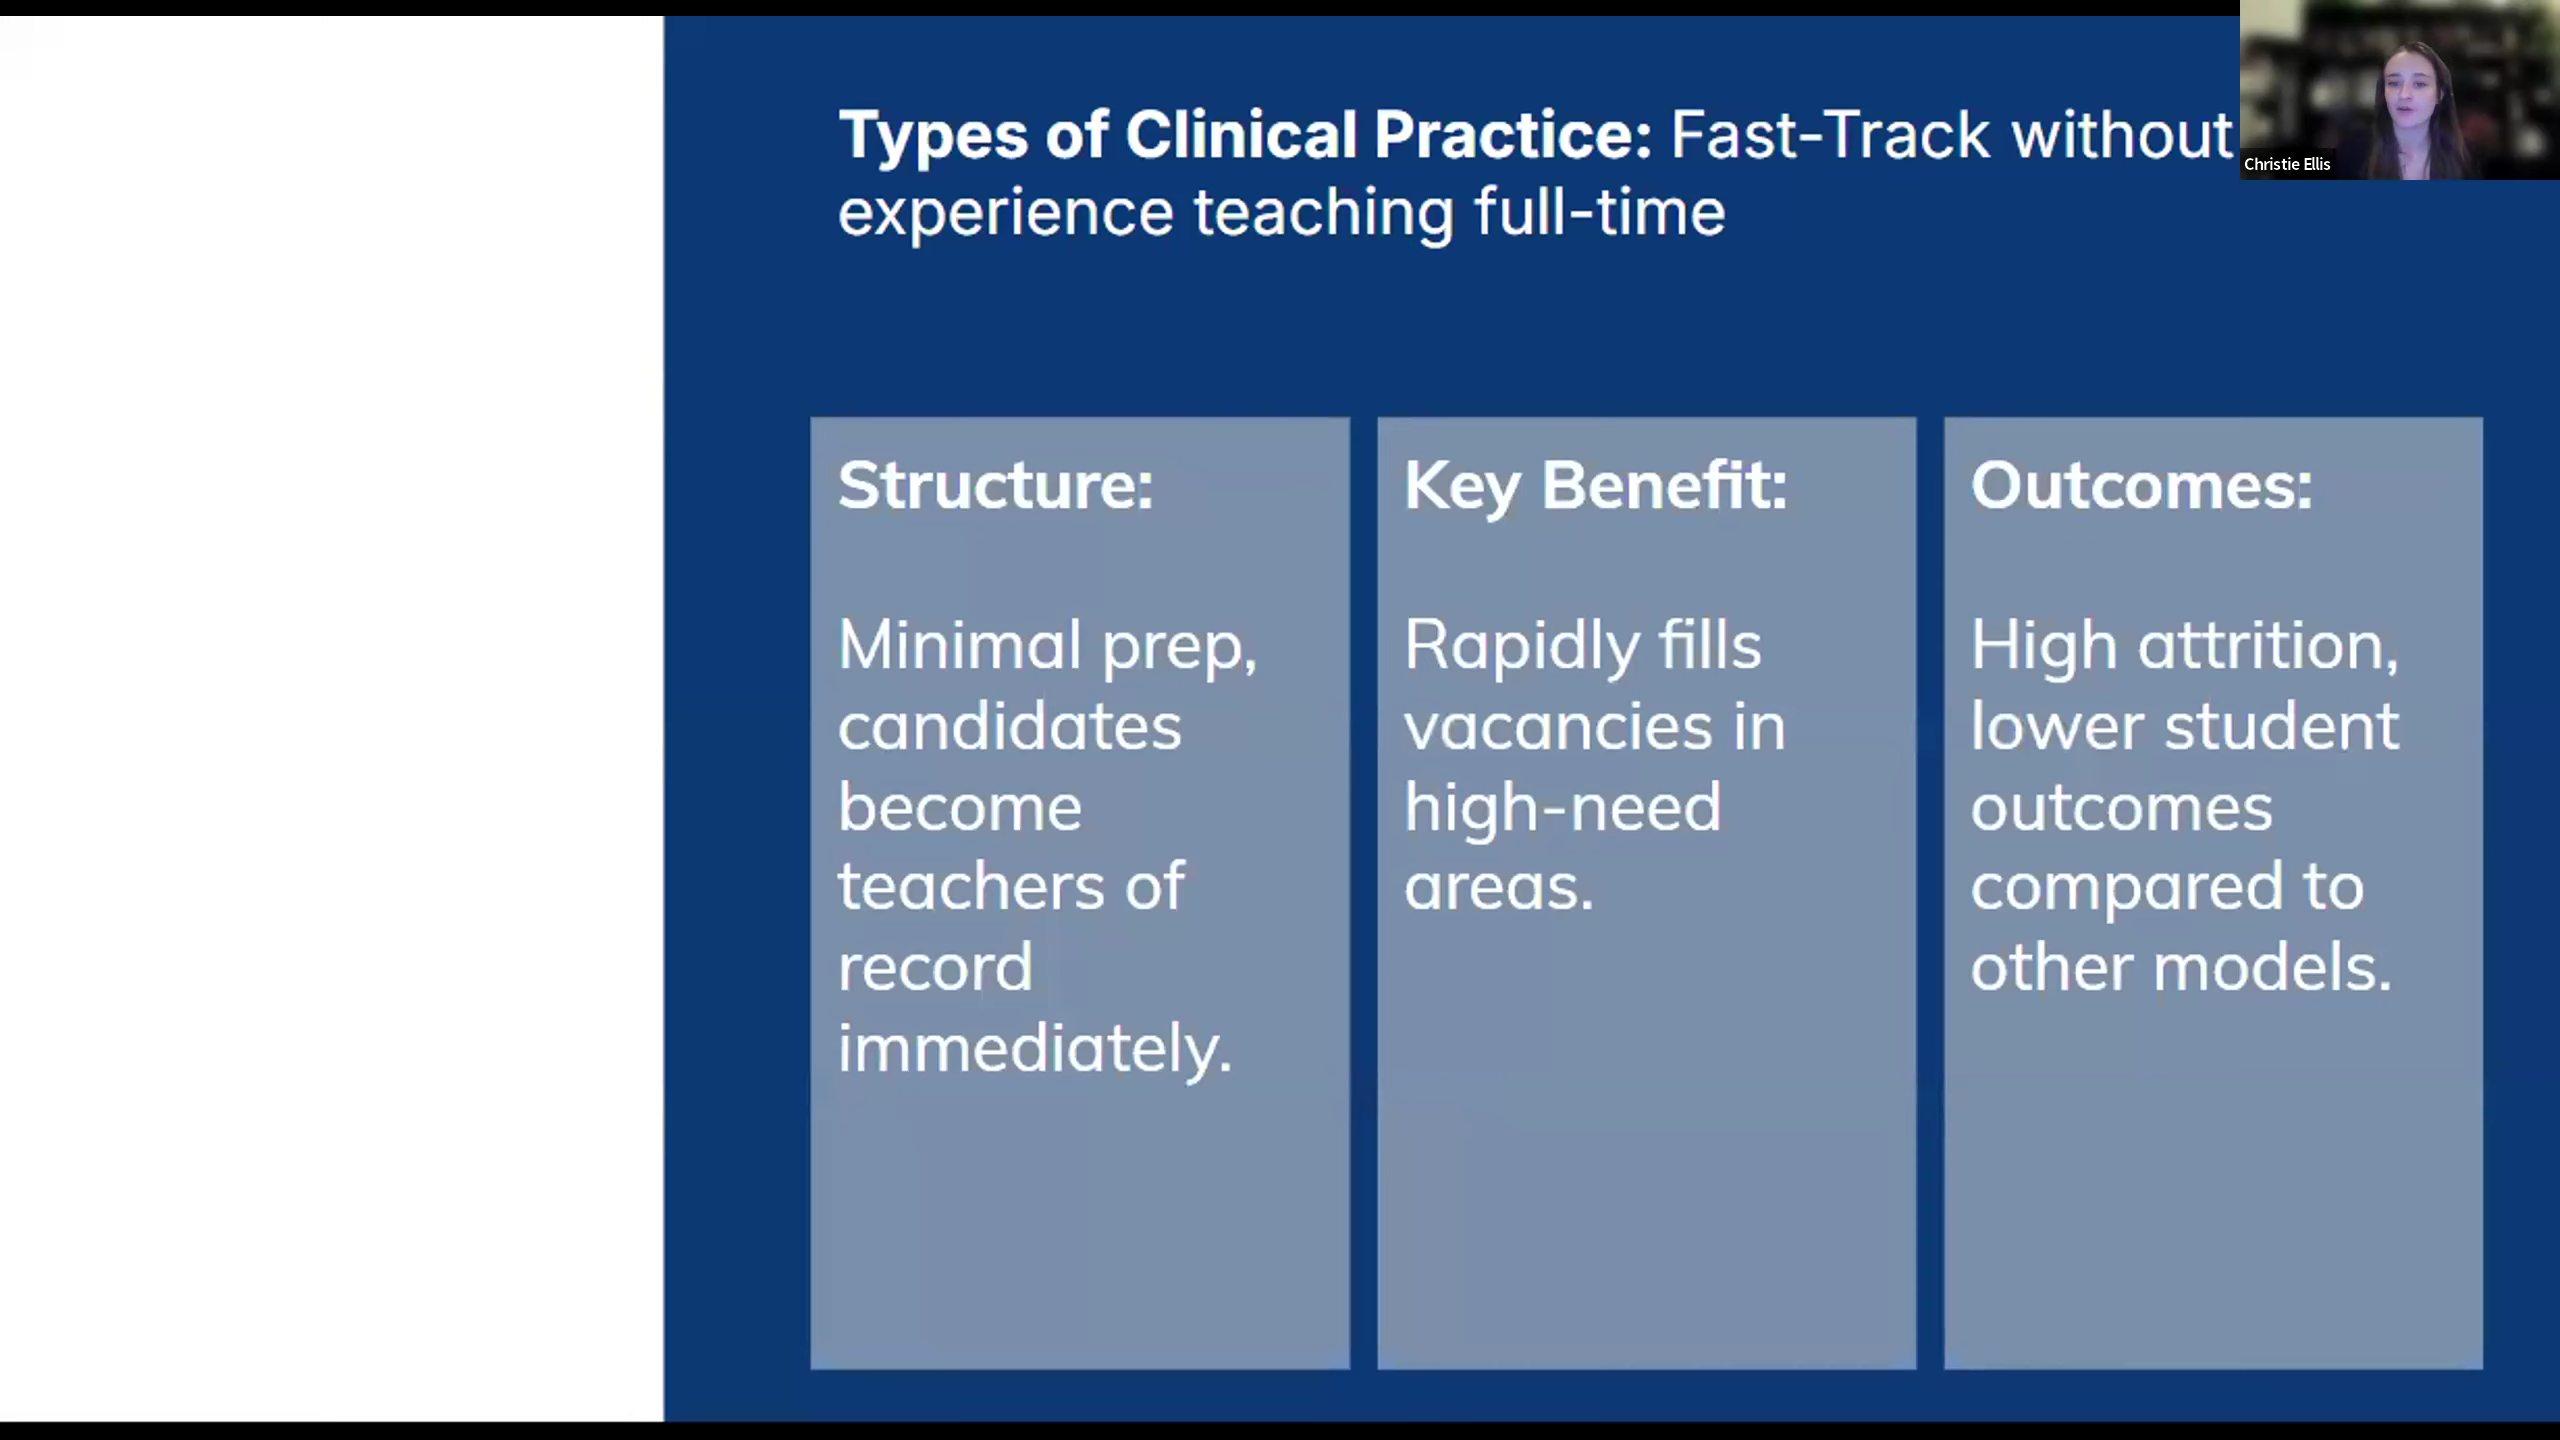 Types of Clinical Practice: Fast-Track without
experience teaching full-time
Christie Ellis
Structure:
Minimal prep,
candidates
become
teachers of
record
immediately.
Key Benefit:
Rapidly fills
vacancies in
high-need
areas.
Outcomes:
High attrition,
lower student
outcomes
compared to
other models.